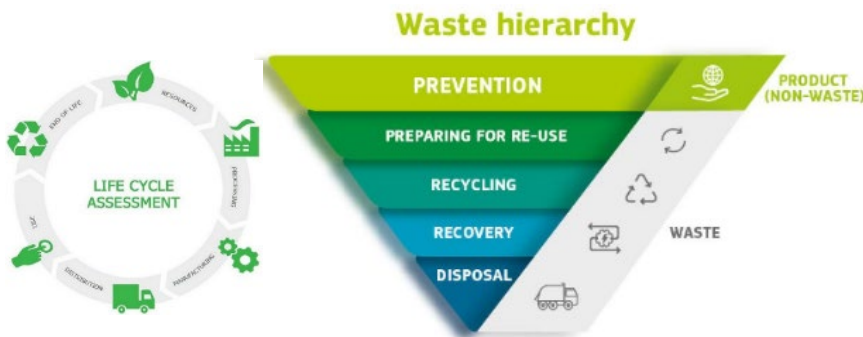 Waste hierarchy
PREVENTION
PRODUCT
(NON-WASTE)
PREPARING FOR RE-USE
RECYCLING
RECOVERY
WASTE
DISPOSAL
LIFE CYCLE
ASSESSMENT
RESOURCES
PROCESSING
MANUFACTURING
DISTRIBUTION
USE
END OF LIFE